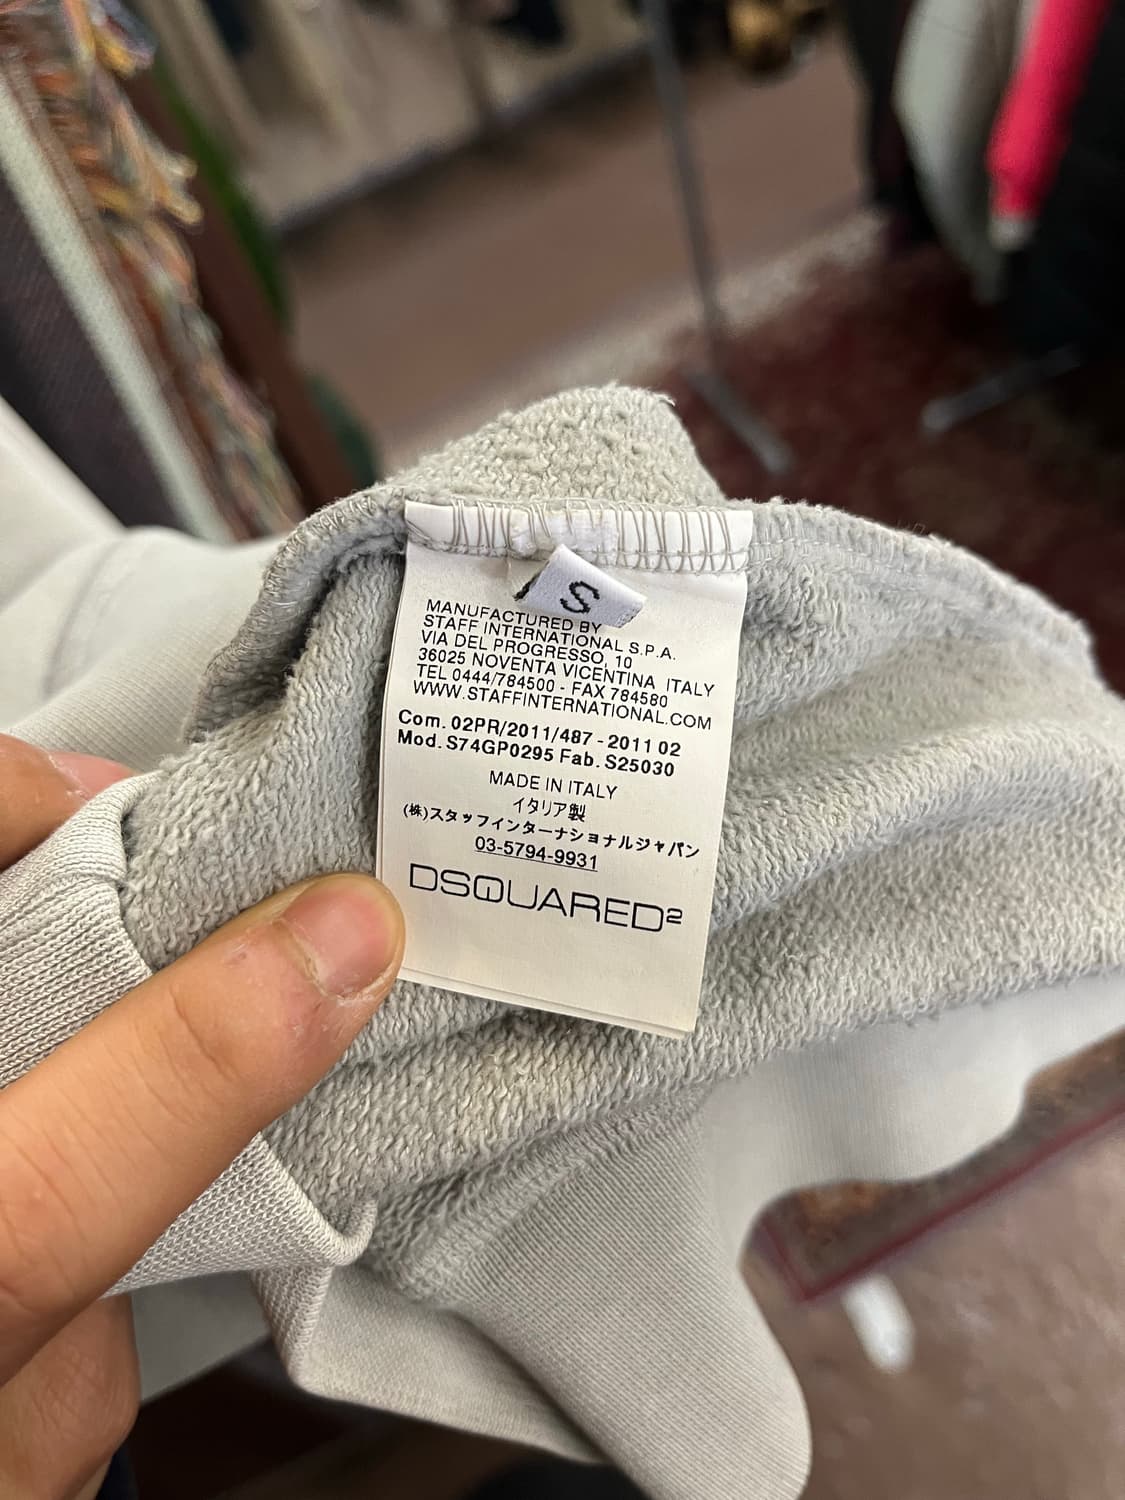 S
MANUFACTURED BY
STAFF INTERNATIONAL S.P.A.
VIA DEL PROGRESSO, 10
36025 NOVENTA VICENTINA ITALY
TEL 0444/784500 - FAX 784580
WWW.STAFFINTERNATIONAL.COM
Com. 02PR/2011/487 - 2011 02
Mod. S74GP0295 Fab. S25030
MADE IN ITALY
イタリア製
(株)スタッフインターナショナルジャパン
03-5794-9931
DSQUARED2